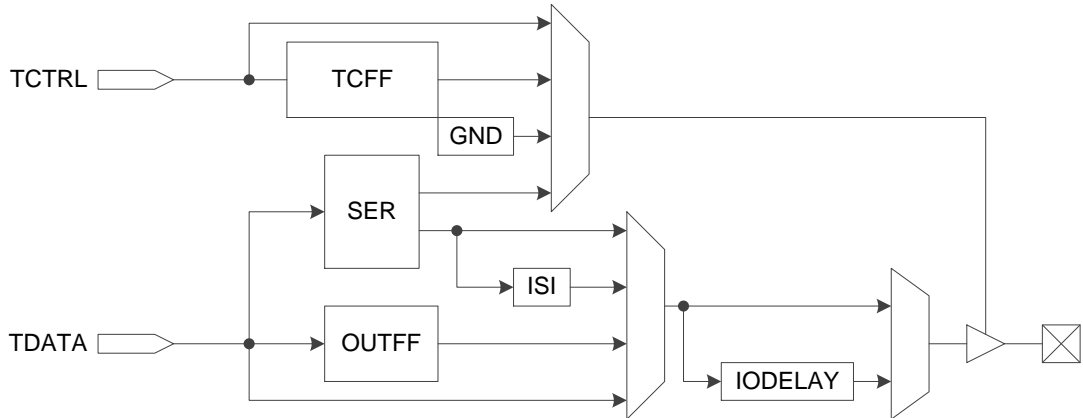 TCTRL
TCFF
GND
SER
ISI
TDATA
OUTFF
IODELAY